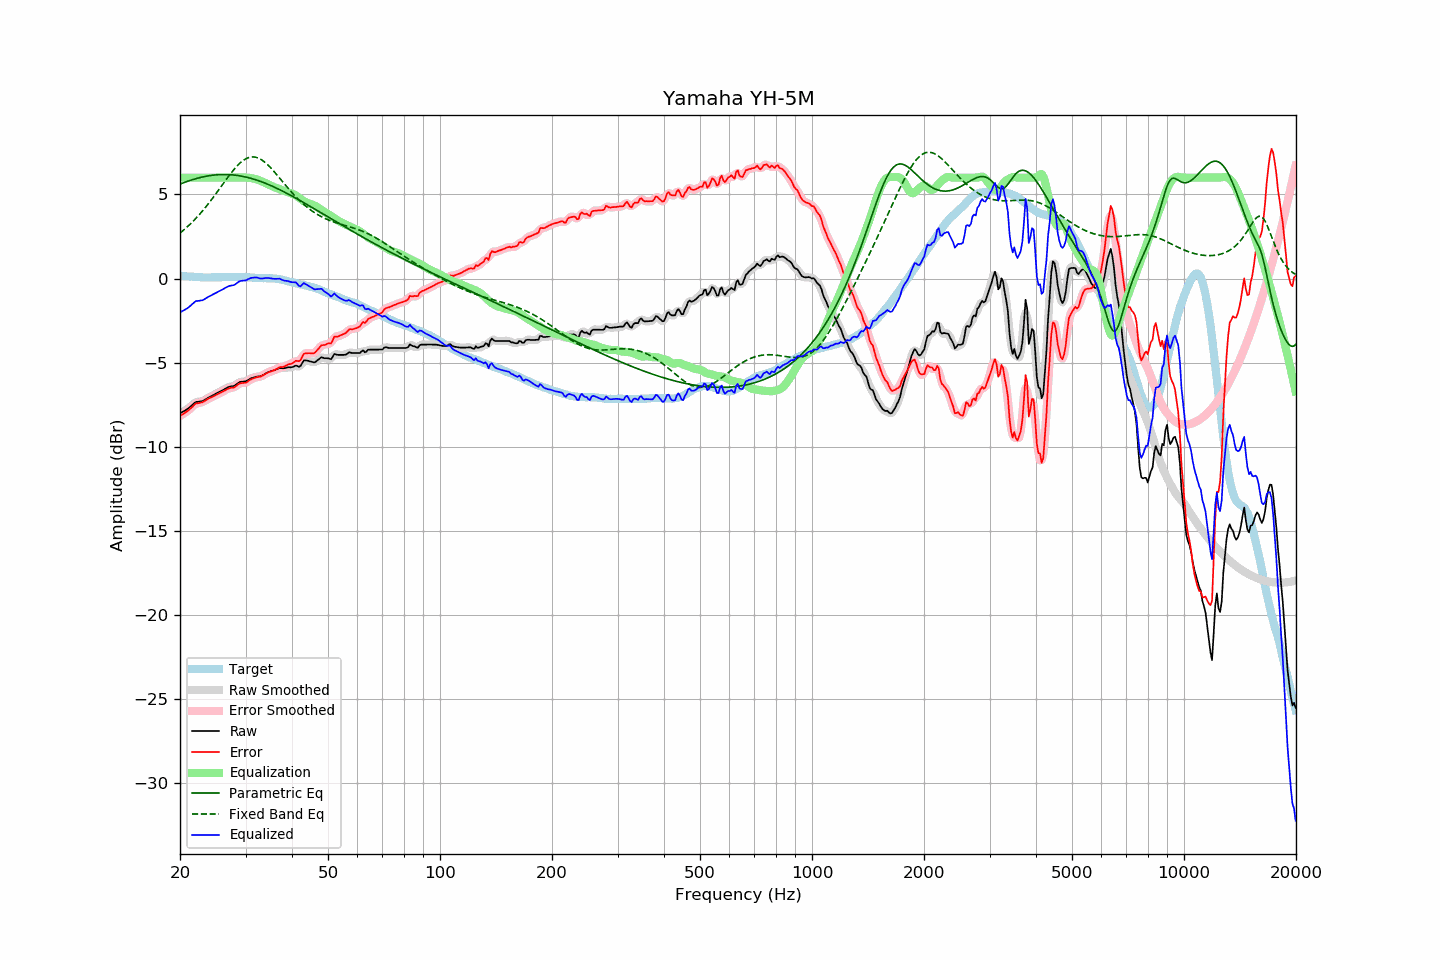 Yamaha YH-5M
Amplitude (dBr)
5
0
−5
−10
−15
−20
−25
−30
Target
Raw Smoothed
Error Smoothed
Raw
Error
Equalization
Parametric Eq
Fixed Band Eq
Equalized
20 50 100 200 500 1000 2000 5000 10000 20000
Frequency (Hz)